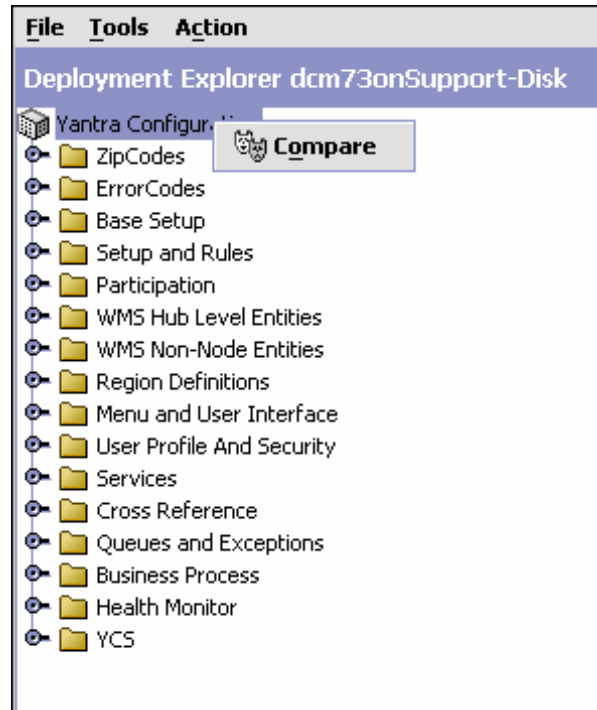 File Tools Action
Deployment Explorer dcm73onSupport-Disk
Yantra
Compare
ZipCodes
ErrorCodes
Base Setup
Setup and Rules
Participation
WMS Hub Level Entities
WMS Non-Node Entities
Region Definitions
Menu and User Interface
User Profile And Security
Services
Cross Reference
Queues and Exceptions
Business Process
Health Monitor
YCS